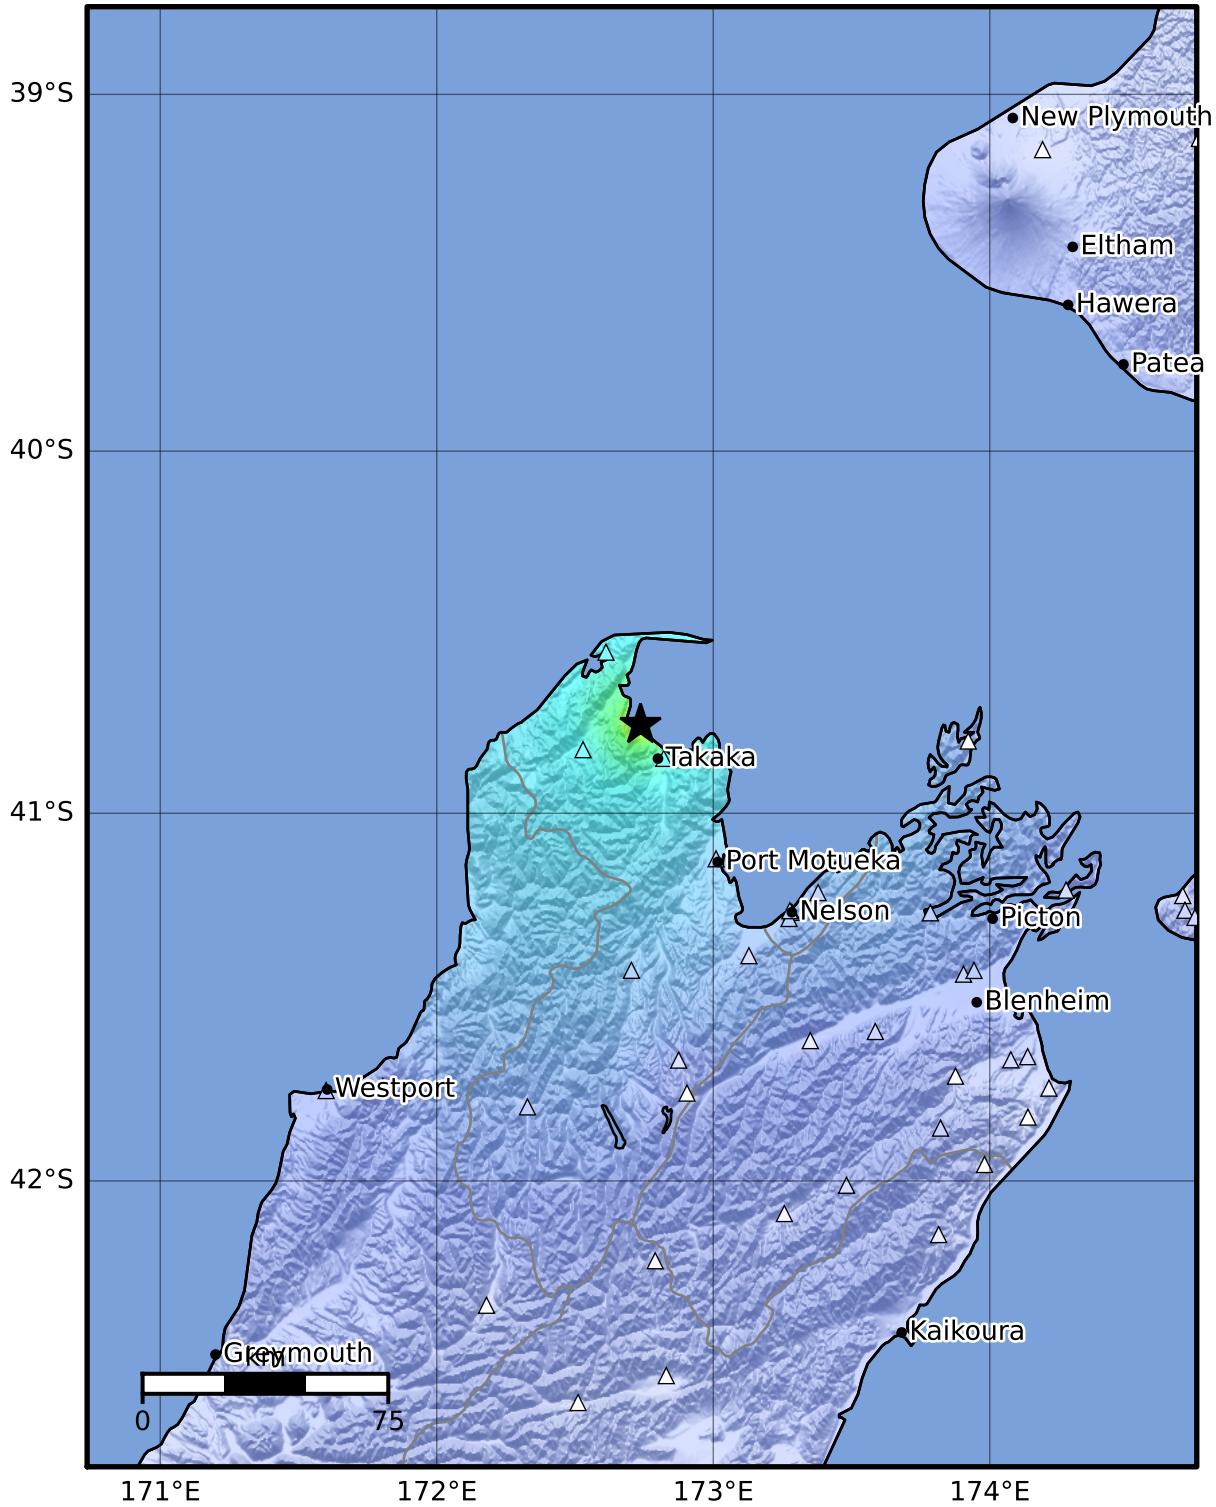 39°S
New Plymouth
Eltham
Hawera
Patea
40°S
Takaka
41°S
Port Motueka
Nelson
Picton
Blenheim
Westport
42°S
Kaikoura
Greymouth
km
0 75
171°E 172°E 173°E 174°E